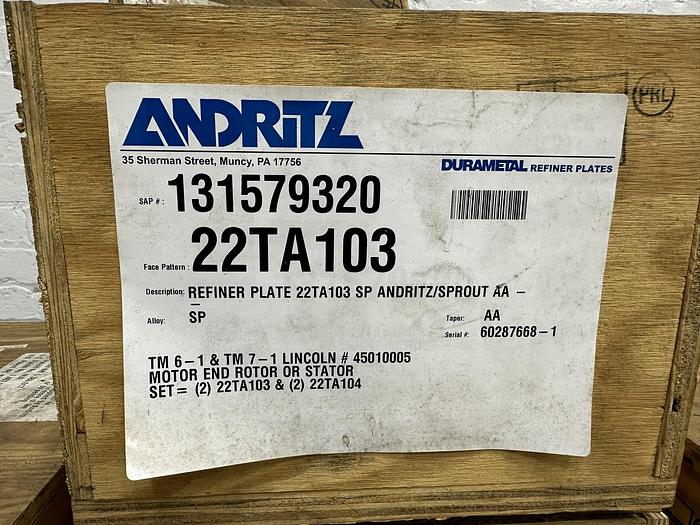 ANDRITZ
35 Sherman Street, Muncy, PA 17756
DURAMETAL REFINER PLATES
SAP #: 131579320
Face Pattern: 22TA103
Description: REFINER PLATE 22TA103 SP ANDRITZ/SPROUT AA –
–
Alloy: SP
Taper: AA
Serial #: 60287668-1
TM 6-1 & TM 7-1 LINCOLN # 45010005
MOTOR END ROTOR OR STATOR
SET= (2) 22TA103 & (2) 22TA104
PRL